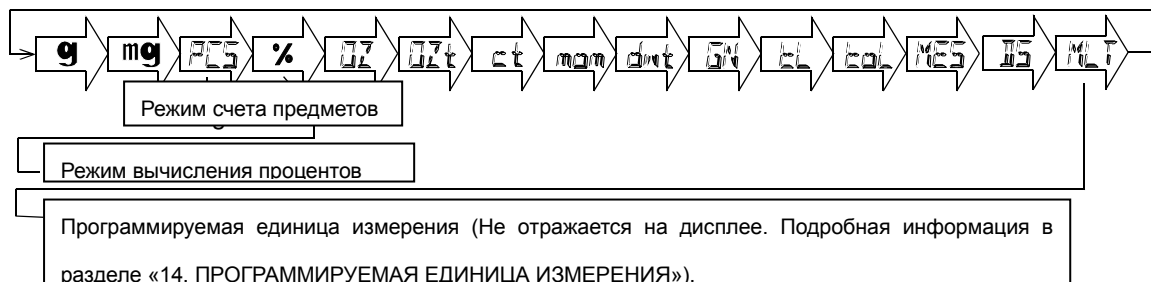 g mg PCS % OZ OZt ct mom dwt GN tL toL MES DS MLT
Режим счета предметов
Режим вычисления процентов
Программируемая единица измерения (Не отражается на дисплее. Подробная информация в
разделе «14. ПРОГРАММИРУЕМАЯ ЕДИНИЦА ИЗМЕРЕНИЯ»).